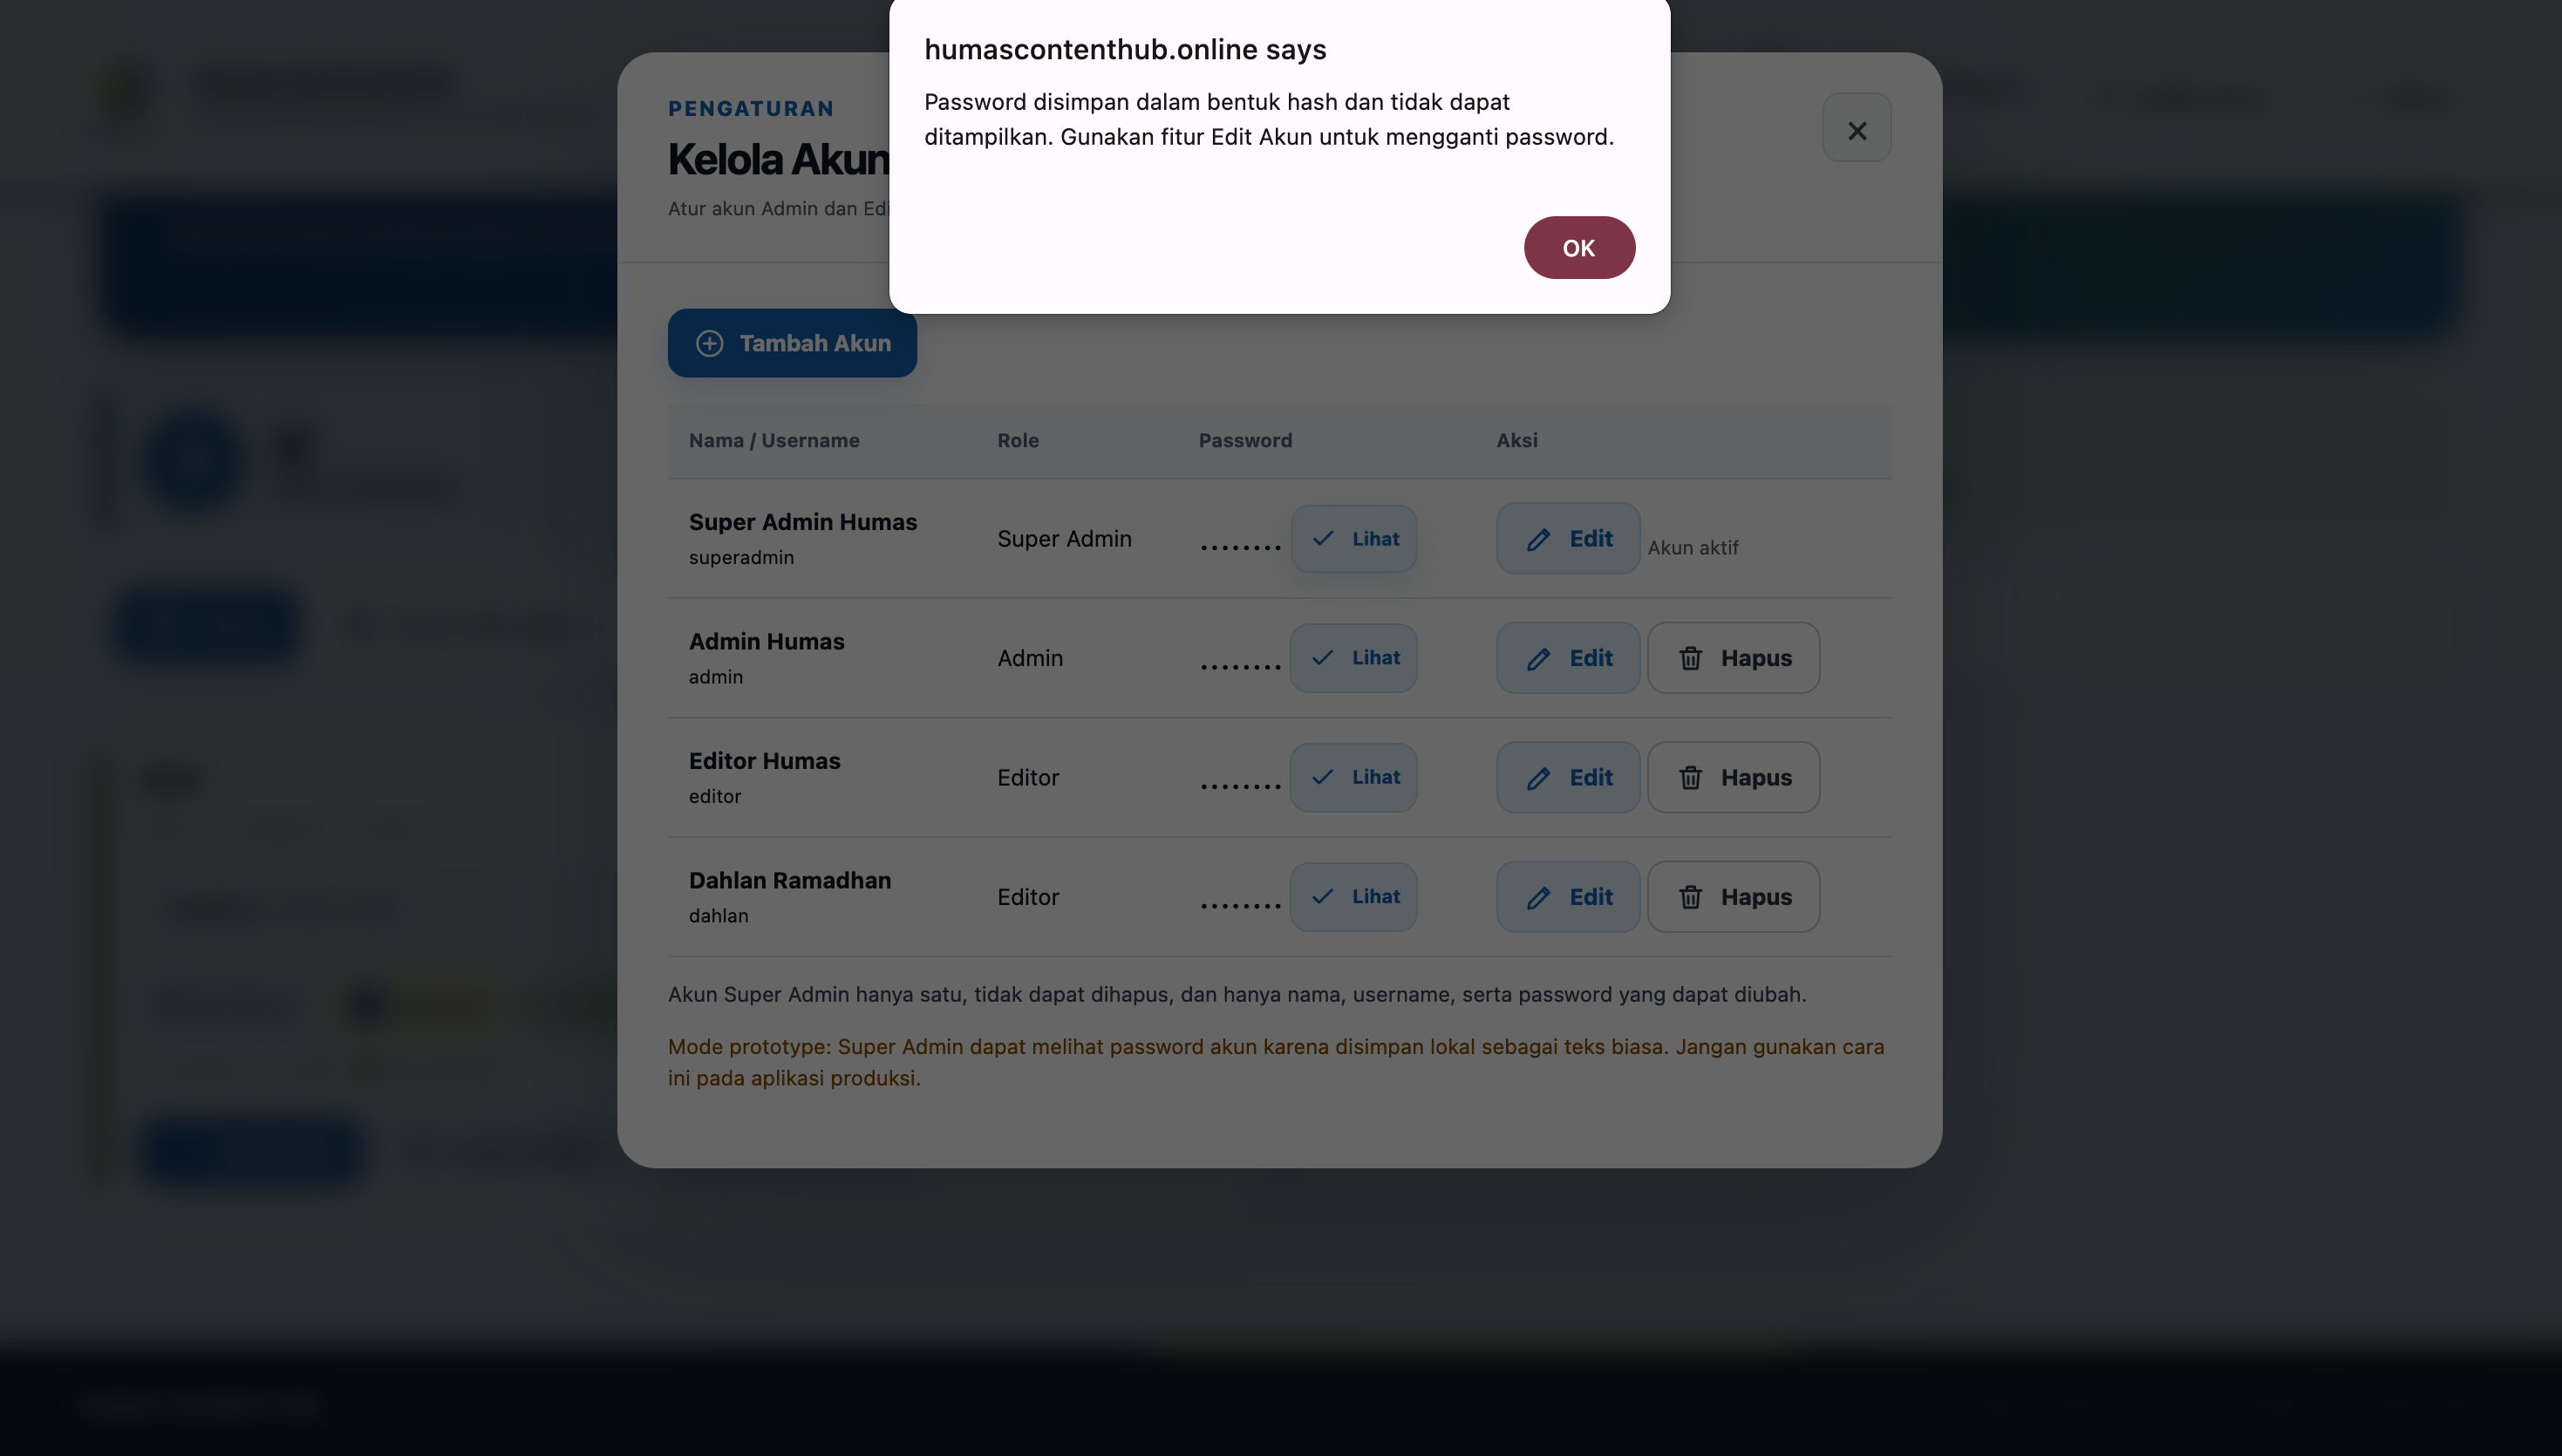 humascontenthub.online says
Password disimpan dalam bentuk hash dan tidak dapat
ditampilkan. Gunakan fitur Edit Akun untuk mengganti password.
OK
PENGATURAN
Kelola Akun
Atur akun Admin dan Edi
Tambah Akun
Nama / Username Role Password Aksi
Super Admin Humas
superadmin
Super Admin ........ Lihat Edit Akun aktif
Admin Humas
admin
Admin ........ Lihat Edit Hapus
Editor Humas
editor
Editor ........ Lihat Edit Hapus
Dahlan Ramadhan
dahlan
Editor ........ Lihat Edit Hapus
Akun Super Admin hanya satu, tidak dapat dihapus, dan hanya nama, username, serta password yang dapat diubah.
Mode prototype: Super Admin dapat melihat password akun karena disimpan lokal sebagai teks biasa. Jangan gunakan cara
ini pada aplikasi produksi.